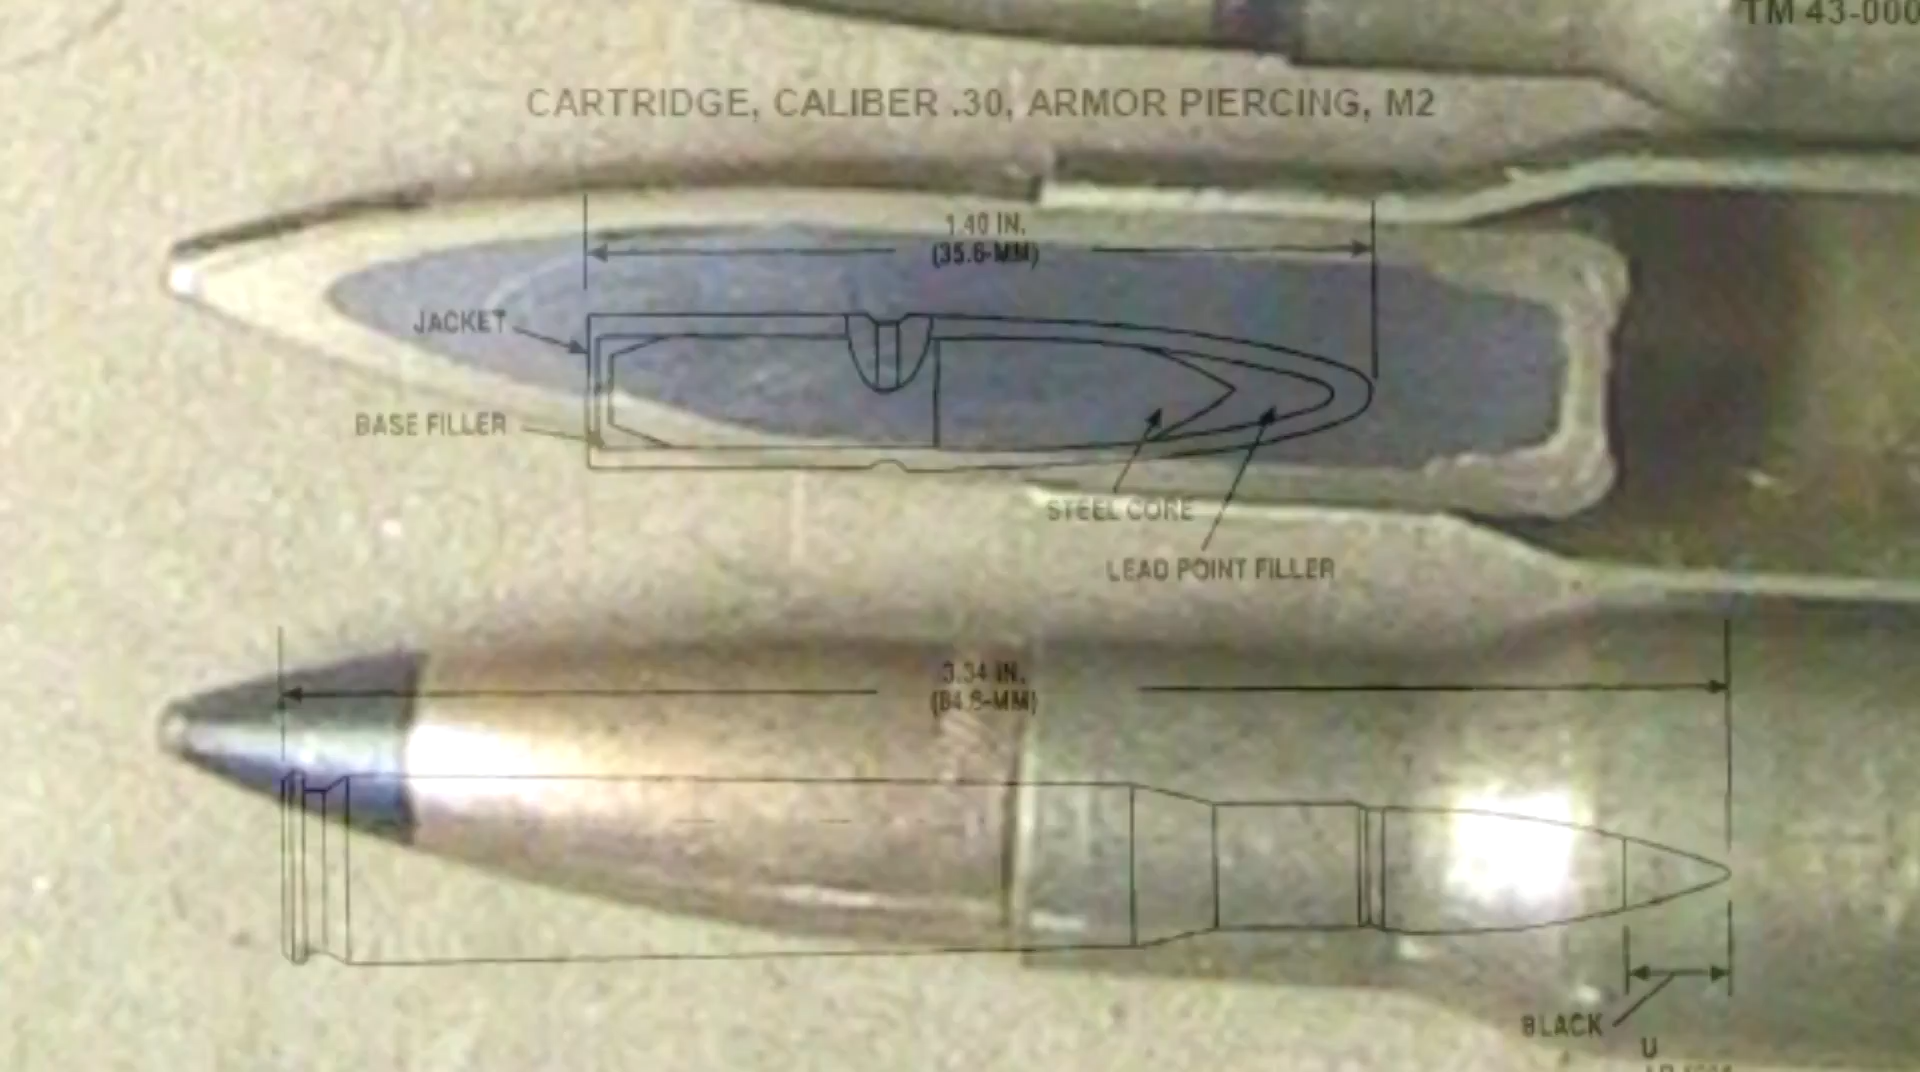 TM 43-000
CARTRIDGE, CALIBER .30, ARMOR PIERCING, M2
1.40 IN.
(35.6-MM)
JACKET
BASE FILLER
STEEL CORE
LEAD POINT FILLER
3.34 IN.
(84.8-MM)
BLACK
U